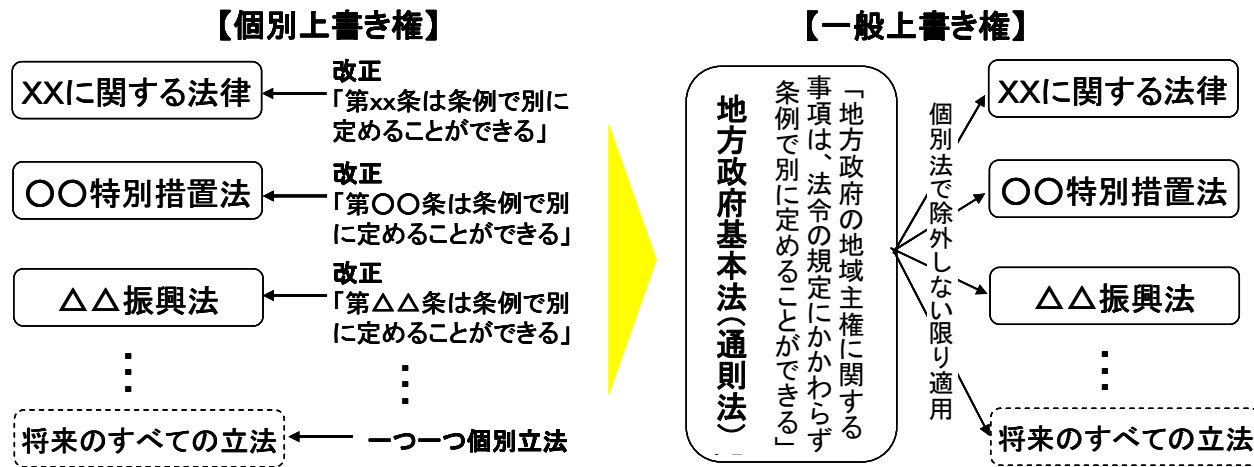 【個別上書き権】
XXに関する法律
改正
「第xx条は条例で別に
定めることができる」
〇〇特別措置法
改正
「第〇〇条は条例で別
に定めることができる」
△△振興法
改正
「第△△条は条例で別
に定めることができる」
将来のすべての立法
一つ一つ個別立法
【一般上書き権】
「地方政府の地域主権に関する
事項は、法令の規定にかかわらず
条例で別に定めることができる」
地方政府基本法(通則法)
個別法で除外しない限り適用
XXに関する法律
〇〇特別措置法
△△振興法
将来のすべての立法